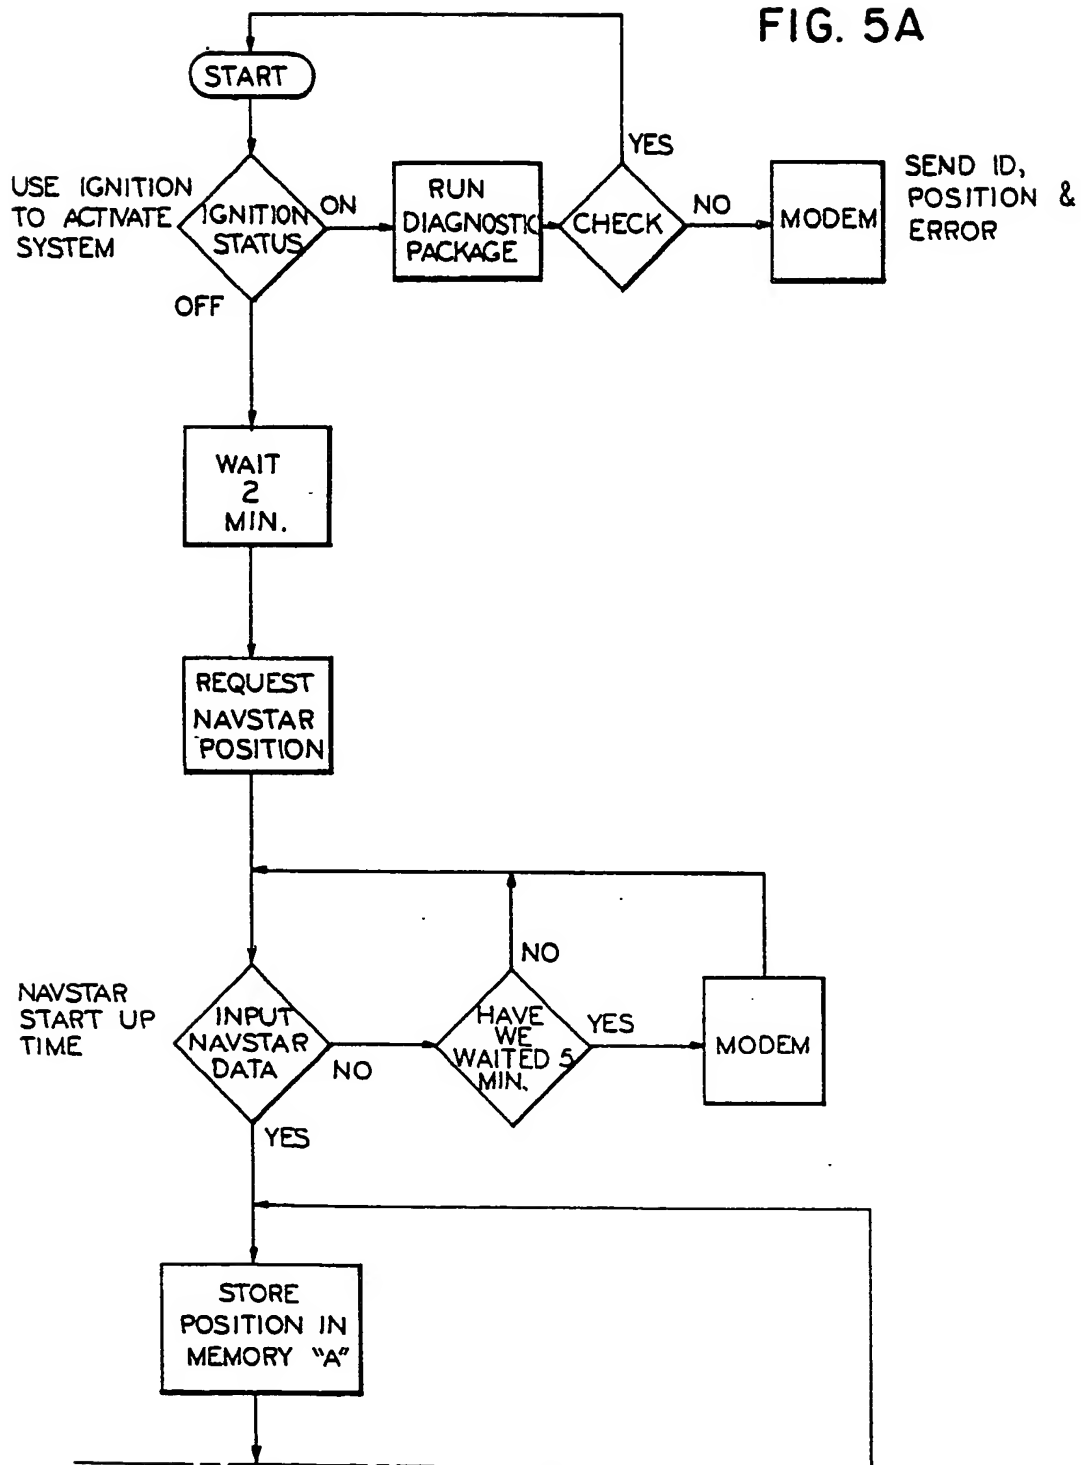 FIG. 5A
START
USE IGNITION
TO ACTIVATE
SYSTEM
IGNITION
STATUS
ON
OFF
RUN
DIAGNOSTIC
PACKAGE
CHECK
YES
NO
MODEM
SEND ID,
POSITION &
ERROR
WAIT
2
MIN.
REQUEST
NAVSTAR
POSITION
NAVSTAR
START UP
TIME
INPUT
NAVSTAR
DATA
NO
YES
HAVE
WE
WAITED 5
MIN.
NO
YES
MODEM
STORE
POSITION IN
MEMORY "A"